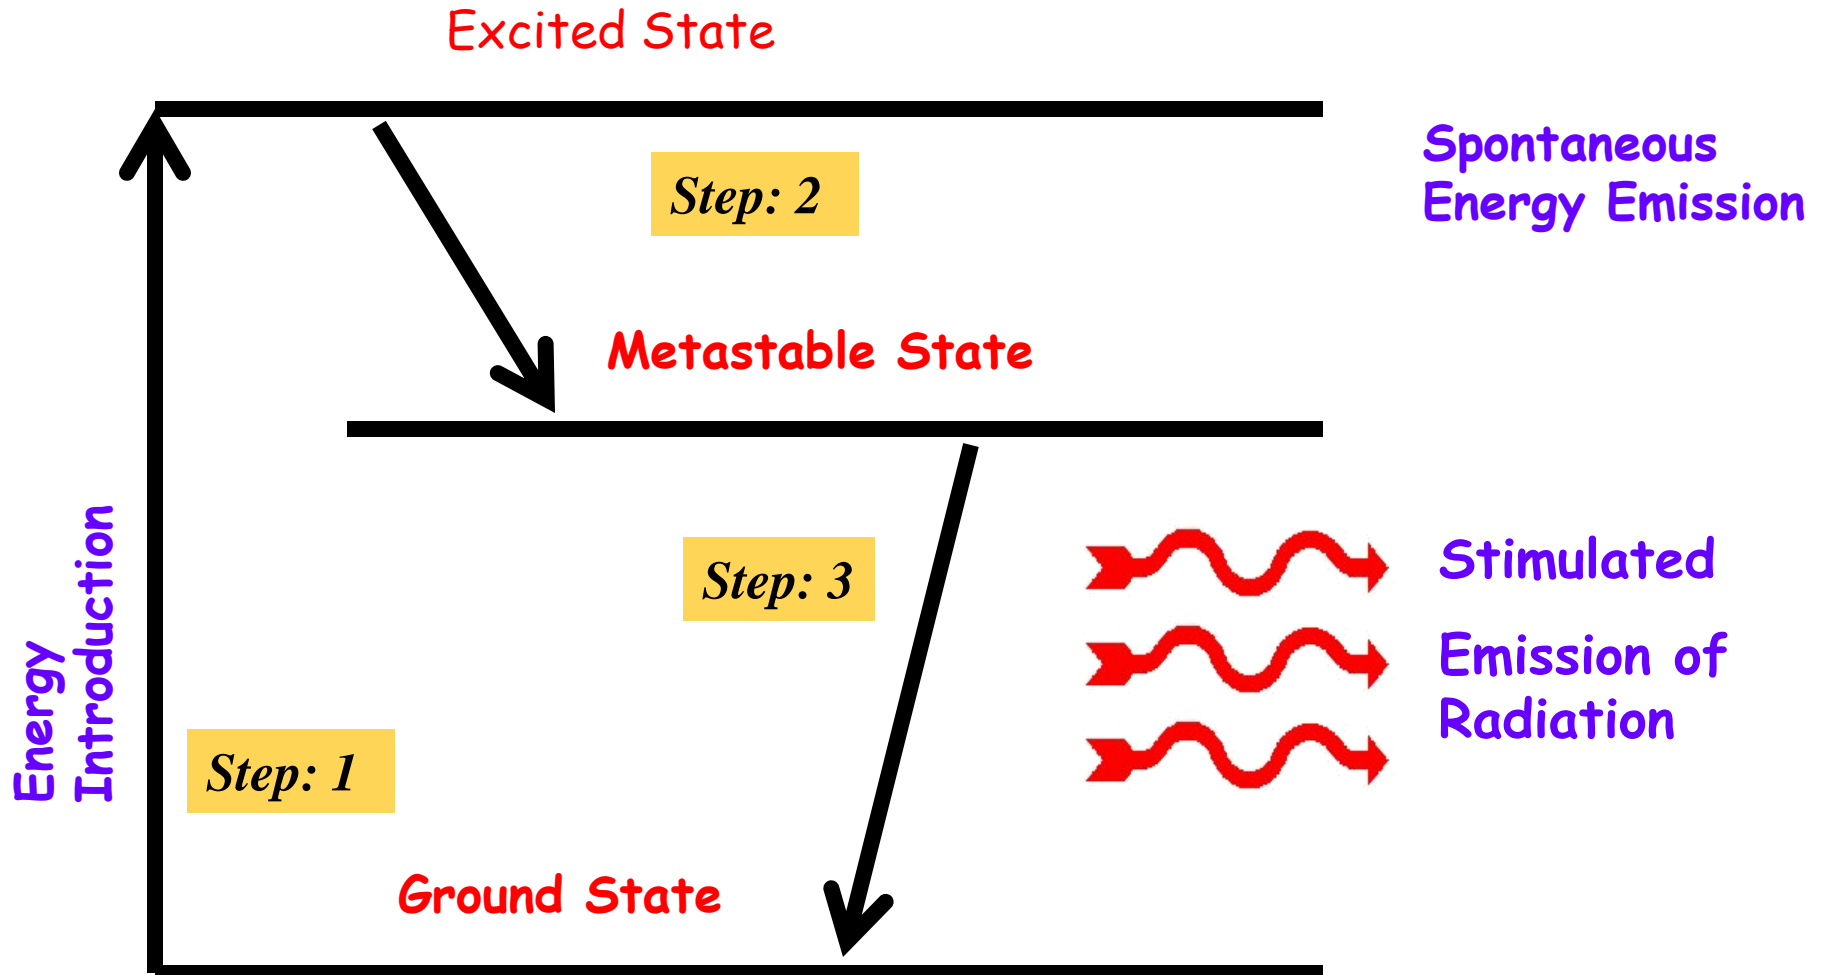 Excited State
Spontaneous
Energy Emission
Step: 2
Metastable State
Energy
Introduction
Step: 3
Stimulated
Emission of
Radiation
Step: 1
Ground State